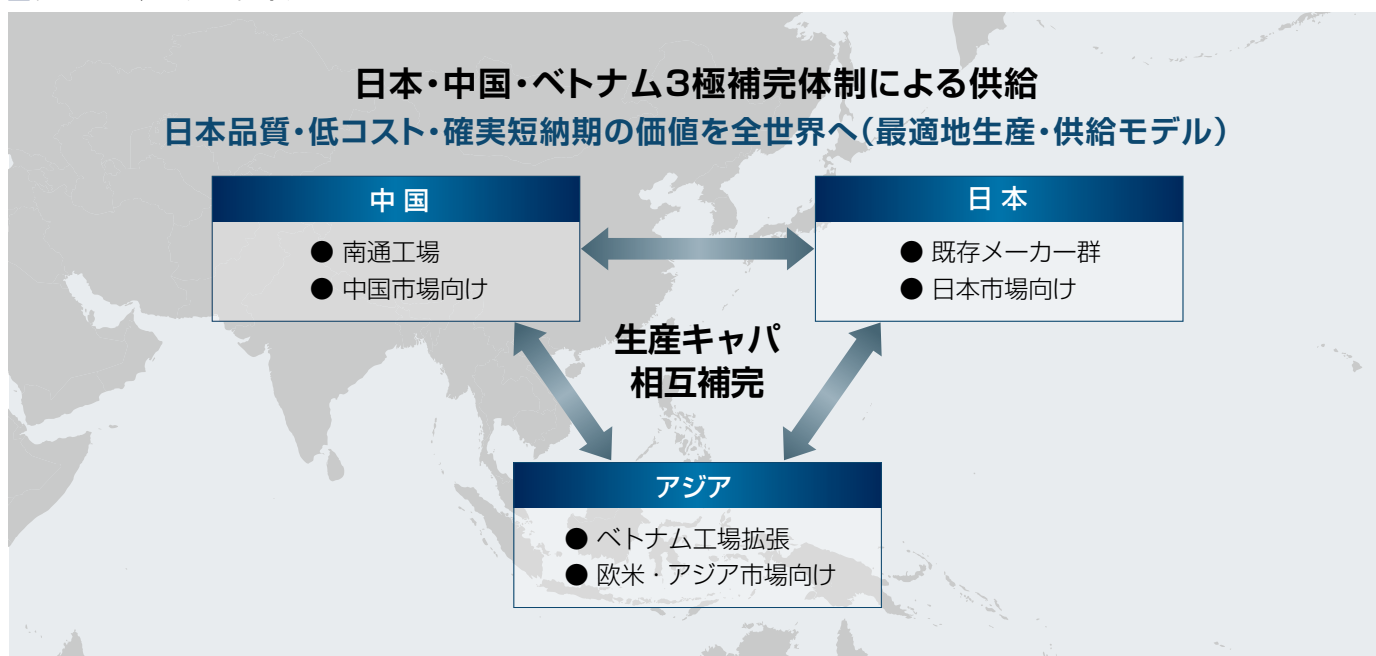 日本・中国・ベトナム3極補完体制による供給
日本品質・低コスト・確実短納期の価値を全世界へ（最適地生産・供給モデル）
中国
● 南通工場
● 中国市場向け
日本
● 既存メーカー群
● 日本市場向け
生産キャパ
相互補完
アジア
● ベトナム工場拡張
● 欧米・アジア市場向け